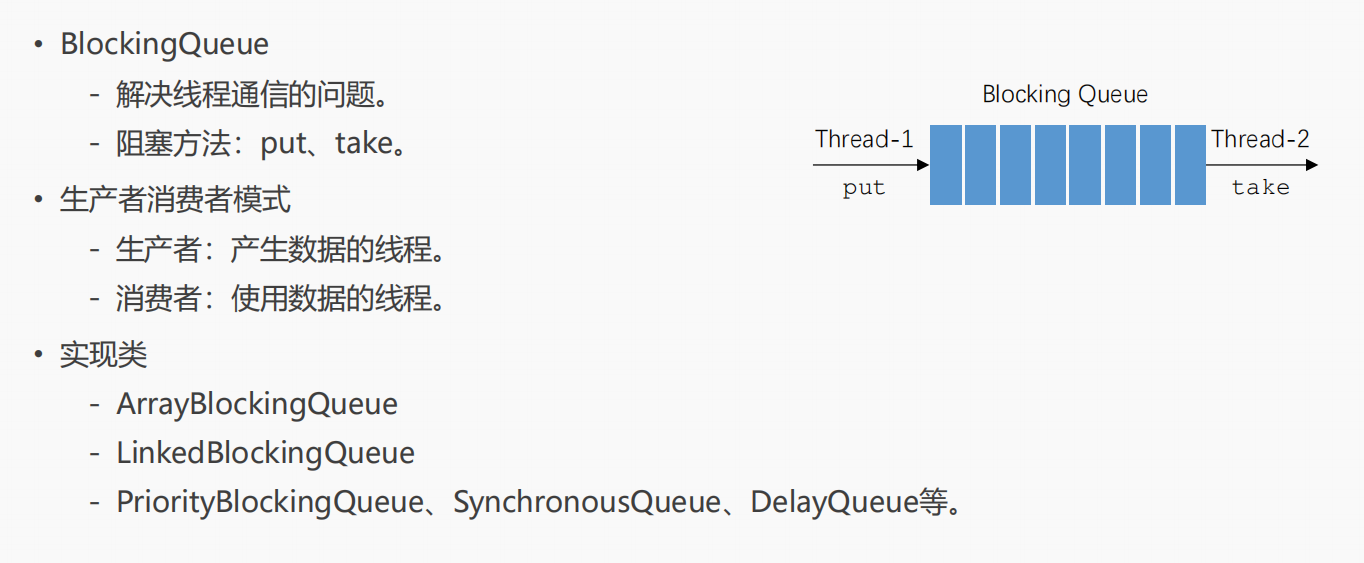 • BlockingQueue
- 解决线程通信的问题。
- 阻塞方法：put、take。
• 生产者消费者模式
- 生产者：产生数据的线程。
- 消费者：使用数据的线程。
• 实现类
- ArrayBlockingQueue
- LinkedBlockingQueue
- PriorityBlockingQueue、SynchronousQueue、DelayQueue等。
Blocking Queue
Thread-1
put
Thread-2
take